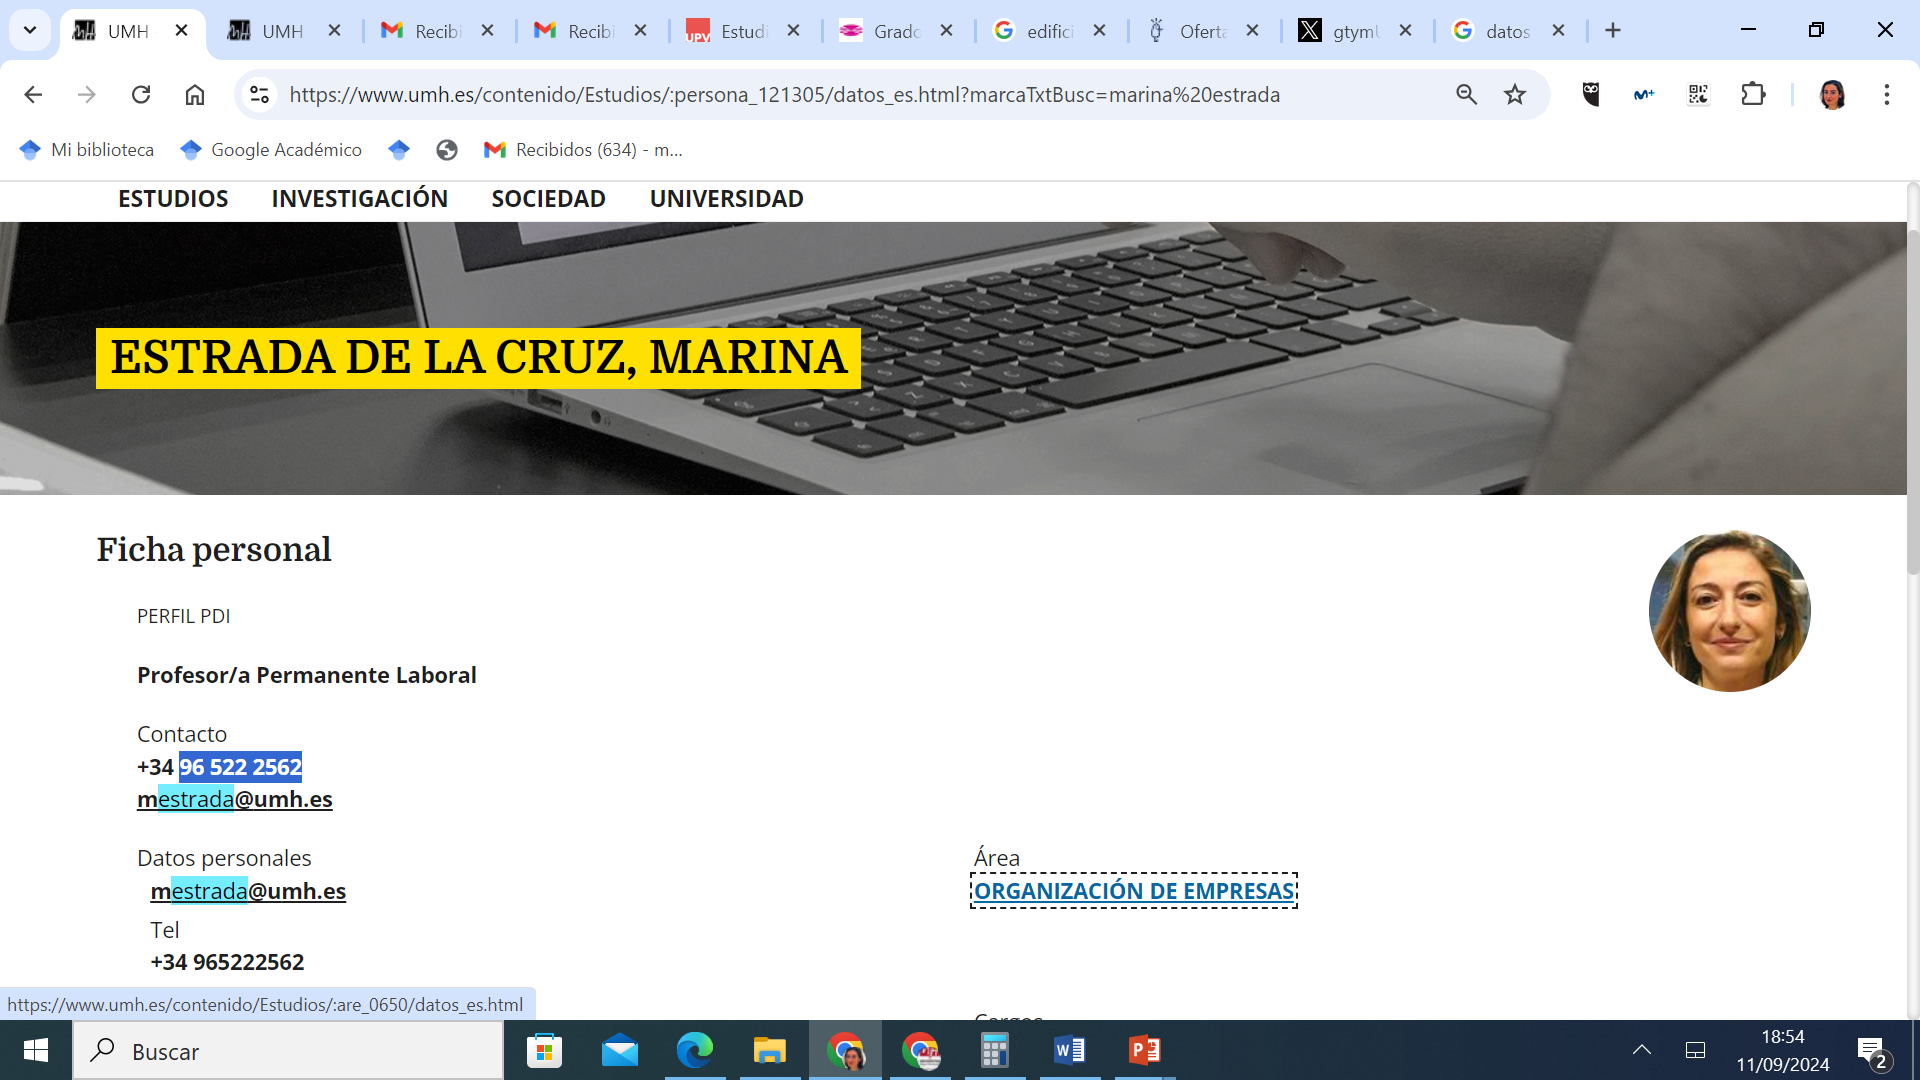 UMH
UMH
Recibi
Recibi
Estudi
Grado
edifici
Oferta
gtymU
datos
https://www.umh.es/contenido/Estudios/:persona_121305/datos_es.html?marcaTxtBusc=marina%20estrada
Mi biblioteca
Google Académico
Recibidos (634) - m...
ESTUDIOS
INVESTIGACIÓN
SOCIEDAD
UNIVERSIDAD
ESTRADA DE LA CRUZ, MARINA
Ficha personal
PERFIL PDI
Profesor/a Permanente Laboral
Contacto
+34 96 522 2562
mestrada@umh.es
Datos personales
mestrada@umh.es
Tel
+34 965222562
Área
ORGANIZACIÓN DE EMPRESAS
Cargos
https://www.umh.es/contenido/Estudios/:are_0650/datos_es.html
Buscar
18:54
11/09/2024
2